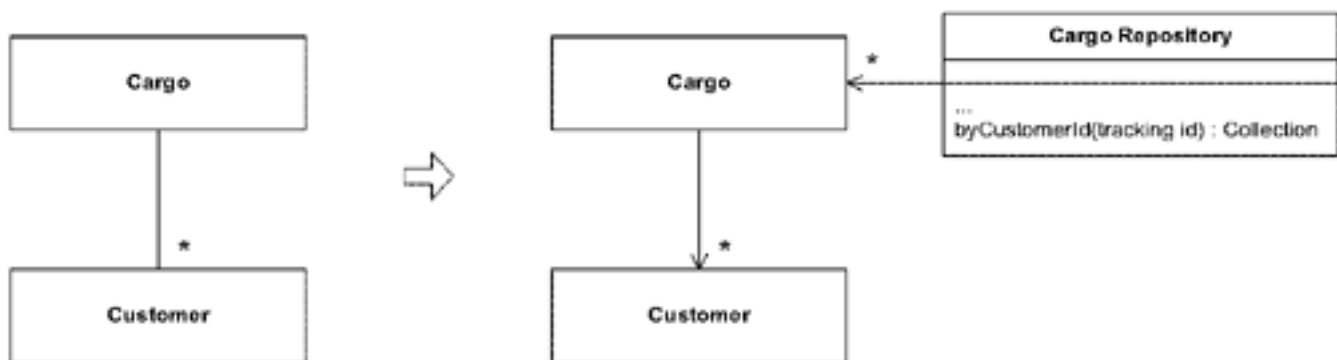 Cargo
*
Customer
Cargo
*
Customer
*
Cargo Repository
...
byCustomerId(tracking id) : Collection